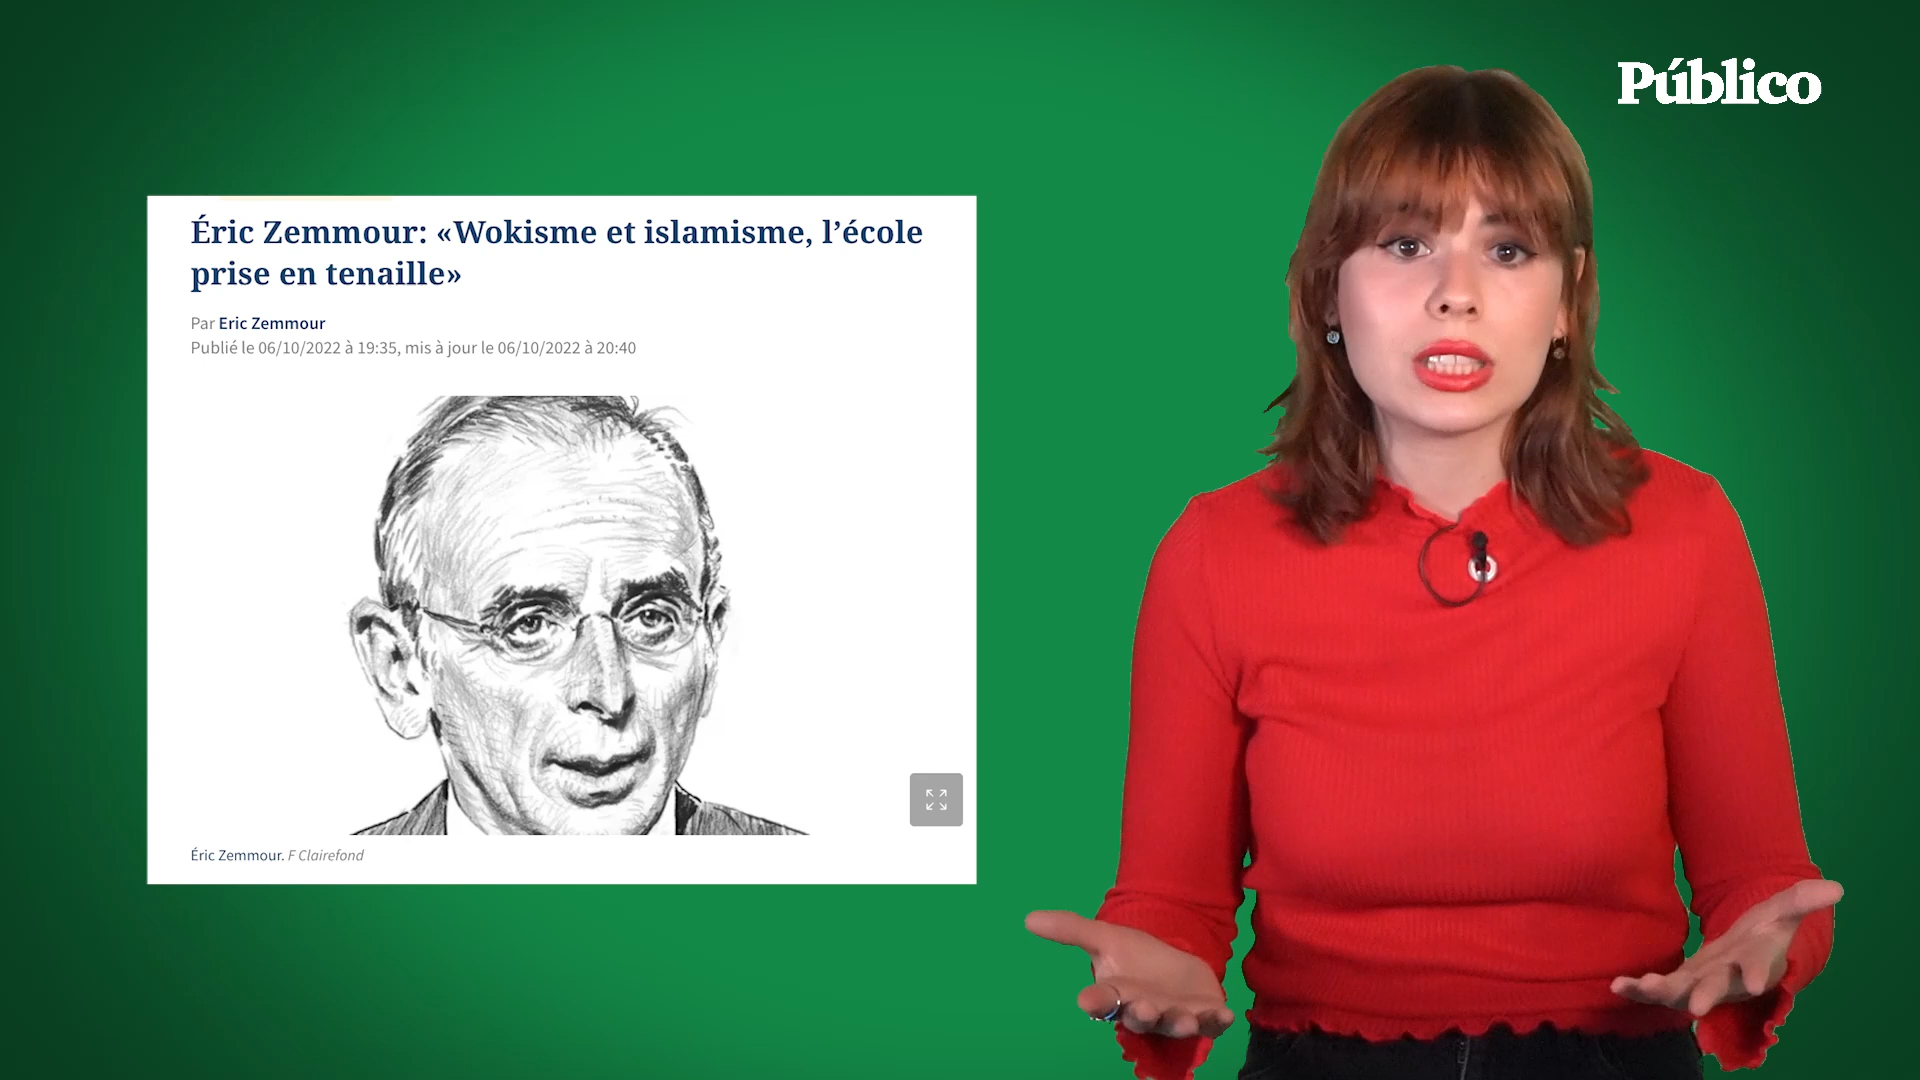 Público
Éric Zemmour: «Wokisme et islamisme, l’école
prise en tenaille»
Par Eric Zemmour
Publié le 06/10/2022 à 19:35, mis à jour le 06/10/2022 à 20:40
Éric Zemmour. F Clairefond